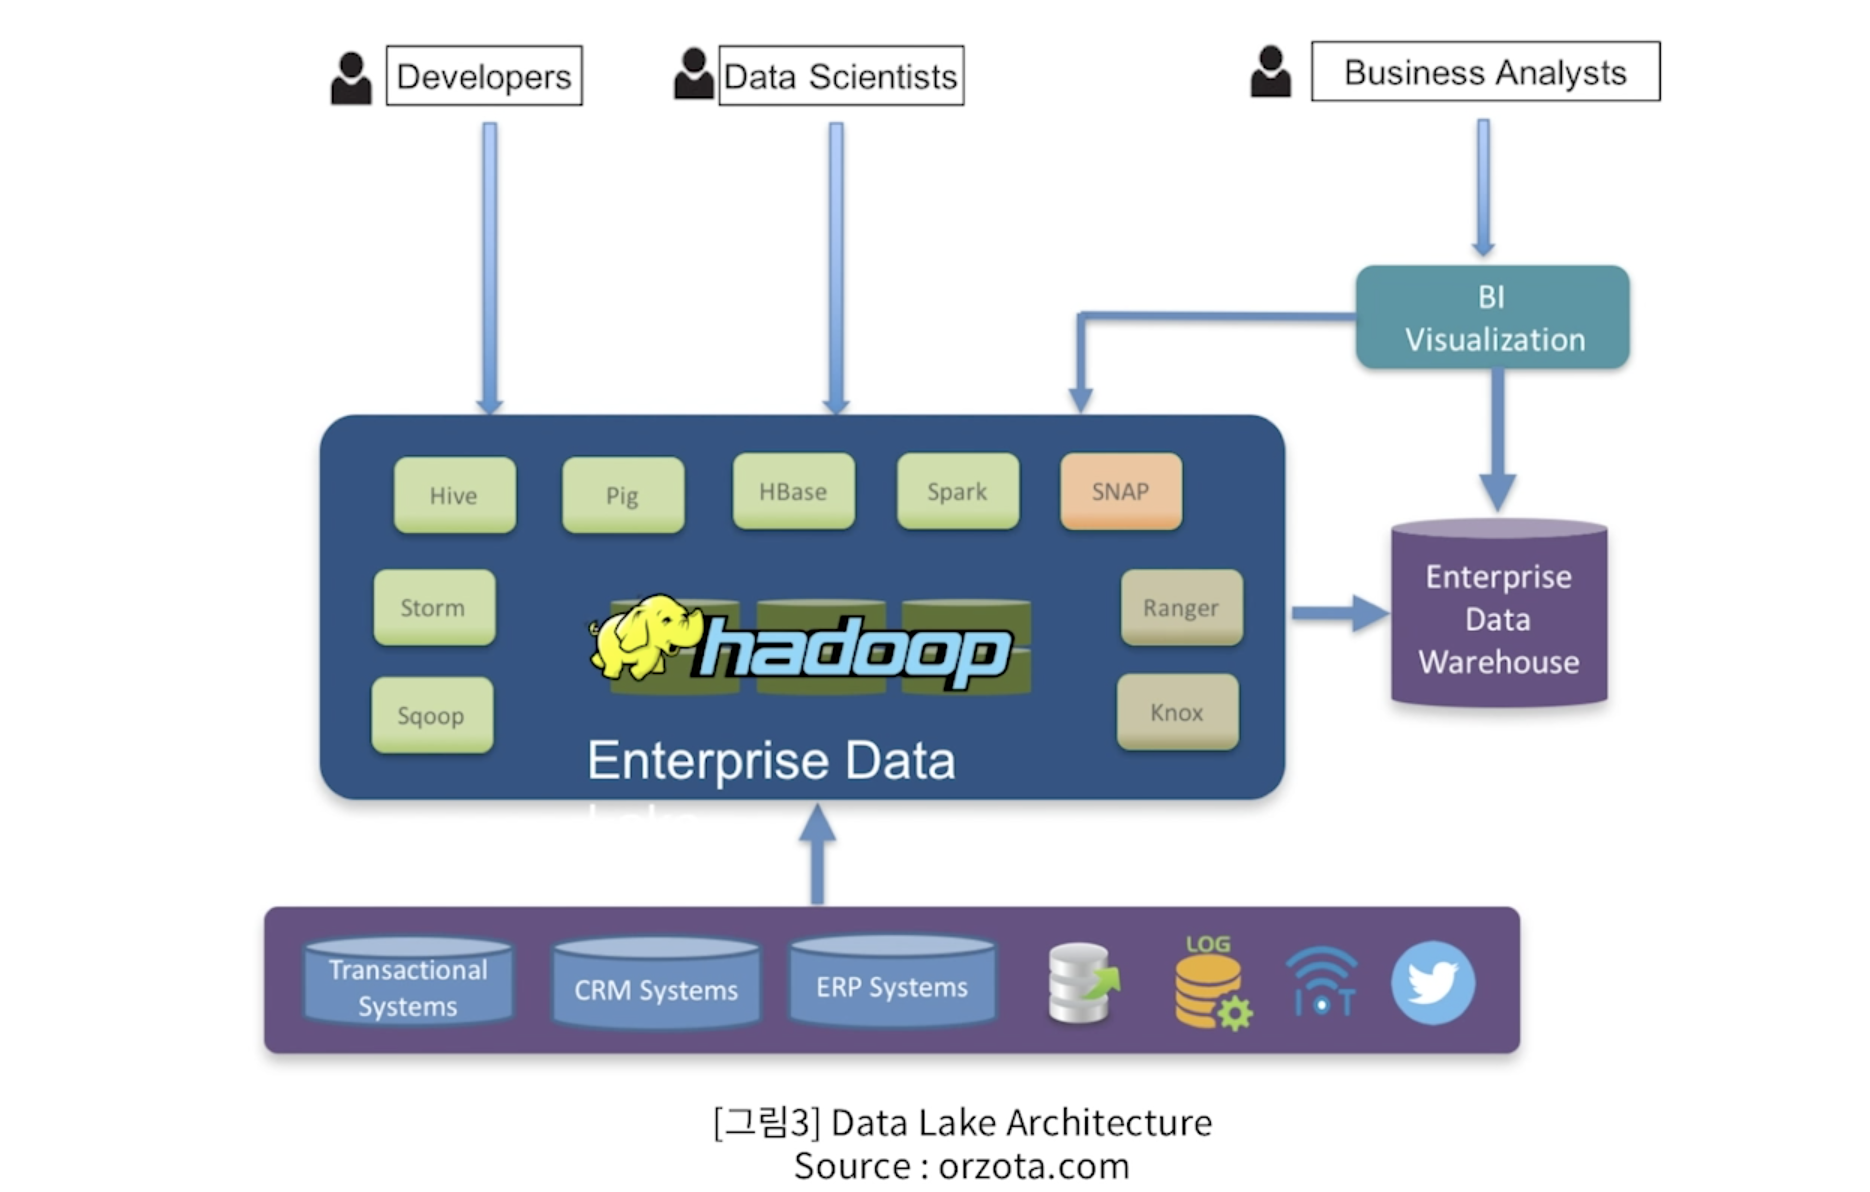 Developers
Data Scientists
Business Analysts
BI
Visualization
Hive
Pig
HBase
Spark
SNAP
Storm
Ranger
Sqoop
Knox
hadoop
Enterprise Data
Lake
Enterprise
Data
Warehouse
Transactional
Systems
CRM Systems
ERP Systems
LOG
IoT
[그림3] Data Lake Architecture
Source : orzota.com